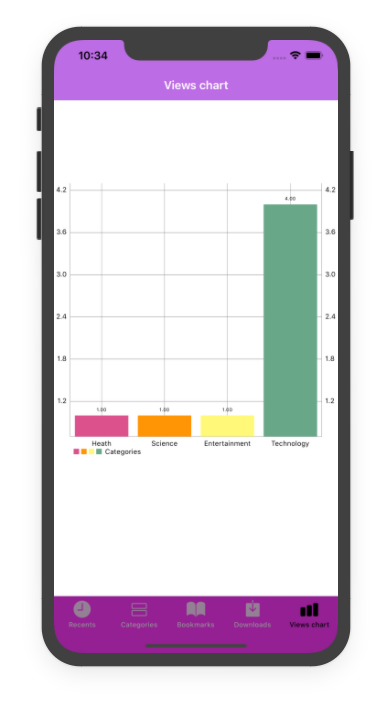 10:34
Views chart
4.2 4.2
4.00
3.6 3.6
3.0 3.0
2.4 2.4
1.8 1.8
1.2 1.2
1.00 1.00 1.00
Heath Science Entertainment Technology
Categories
Recents Categories Bookmarks Downloads Views chart